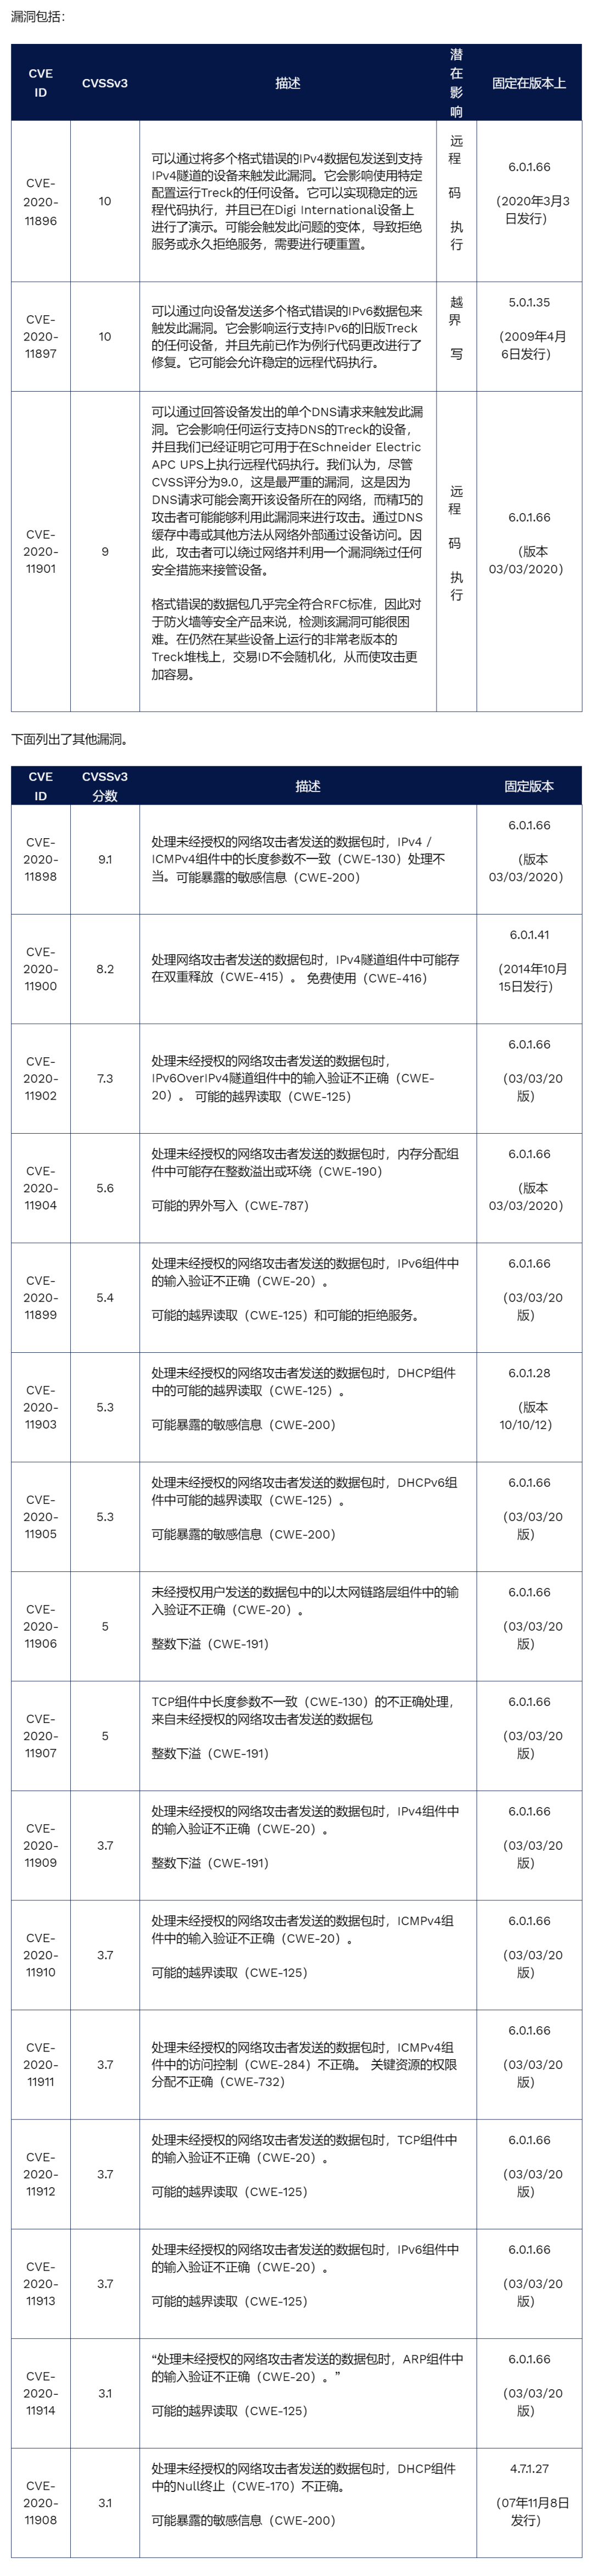 漏洞包括：
CVE
ID
CVSSv3
描述
潜
在
影
响
固定在版本上
CVE-
2020-
11896
10
可以通过将多个格式错误的IPv4数据包发送到支持
IPv4隧道的设备来触发此漏洞。它会影响使用特定
配置运行Treck的任何设备。它可以实现稳定的远
程代码执行，并且已在Digi International设备上
进行了演示。可能会触发此问题的变体，导致拒绝
服务或永久拒绝服务，需要进行硬重置。
远
程
码
执
行
6.0.1.66
（2020年3月3
日发行）
CVE-
2020-
11897
10
可以通过向设备发送多个格式错误的IPv6数据包来
触发此漏洞。它会影响运行支持IPv6的旧版Treck
的任何设备，并且先前已作为例行代码更改进行了
修复。它可能会允许稳定的远程代码执行。
越
界
写
5.0.1.35
（2009年4月
6日发行）
CVE-
2020-
11901
9
可以通过回答设备发出的单个DNS请求来触发此漏
洞。它会影响任何运行支持DNS的Treck的设备，
并且我们已经证明它可用于在Schneider Electric
APC UPS上执行远程代码执行。我们认为，尽管
CVSS评分为9.0，这是最严重的漏洞，这是因为
DNS请求可能会离开该设备所在的网络，而精巧的
攻击者可能能够利用此漏洞来进行攻击。通过DNS
缓存中毒或其他方法从网络外部通过设备访问。因
此，攻击者可以绕过网络并利用一个漏洞绕过任何
安全措施来接管设备。
格式错误的数据包几乎完全符合RFC标准，因此对
于防火墙等安全产品来说，检测该漏洞可能很困
难。在仍然在某些设备上运行的非常老版本的
Treck堆栈上，交易ID不会随机化，从而使攻击更
加容易。
远
程
码
执
行
6.0.1.66
（版本
03/03/2020）
下面列出了其他漏洞。
CVE
ID
CVSSv3
分数
描述
固定版本
CVE-
2020-
11898
9.1
处理未经授权的网络攻击者发送的数据包时，IPv4 /
ICMPv4组件中的长度参数不一致（CWE-130）处理不
当。可能暴露的敏感信息（CWE-200）
6.0.1.66
（版本
03/03/2020）
CVE-
2020-
11900
8.2
处理网络攻击者发送的数据包时，IPv4隧道组件中可能存
在双重释放（CWE-415）。 免费使用（CWE-416）
6.0.1.41
（2014年10月
15日发行）
CVE-
2020-
11902
7.3
处理未经授权的网络攻击者发送的数据包时，
IPv6OverIPv4隧道组件中的输入验证不正确（CWE-
20）。 可能的越界读取（CWE-125）
6.0.1.66
（03/03/20
版）
CVE-
2020-
11904
5.6
处理未经授权的网络攻击者发送的数据包时，内存分配组
件中可能存在整数溢出或环绕（CWE-190）
可能的界外写入（CWE-787）
6.0.1.66
（版本
03/03/2020）
CVE-
2020-
11899
5.4
处理未经授权的网络攻击者发送的数据包时，IPv6组件中
的输入验证不正确（CWE-20）。
可能的越界读取（CWE-125）和可能的拒绝服务。
6.0.1.66
（03/03/20
版）
CVE-
2020-
11903
5.3
处理未经授权的网络攻击者发送的数据包时，DHCP组件
中的可能的越界读取（CWE-125）。
可能暴露的敏感信息（CWE-200）
6.0.1.28
（版本
10/10/12）
CVE-
2020-
11905
5.3
处理未经授权的网络攻击者发送的数据包时，DHCPv6组
件中可能的越界读取（CWE-125）。
可能暴露的敏感信息（CWE-200）
6.0.1.66
（03/03/20
版）
CVE-
2020-
11906
5
未经授权用户发送的数据包中的以太网链路层组件中的输
入验证不正确（CWE-20）。
整数下溢（CWE-191）
6.0.1.66
（03/03/20
版）
CVE-
2020-
11907
5
TCP组件中长度参数不一致（CWE-130）的不正确处理，
来自未经授权的网络攻击者发送的数据包
整数下溢（CWE-191）
6.0.1.66
（03/03/20
版）
CVE-
2020-
11909
3.7
处理未经授权的网络攻击者发送的数据包时，IPv4组件中
的输入验证不正确（CWE-20）。
整数下溢（CWE-191）
6.0.1.66
（03/03/20
版）
CVE-
2020-
11910
3.7
处理未经授权的网络攻击者发送的数据包时，ICMPv4组
件中的输入验证不正确（CWE-20）。
可能的越界读取（CWE-125）
6.0.1.66
（03/03/20
版）
CVE-
2020-
11911
3.7
处理未经授权的网络攻击者发送的数据包时，ICMPv4组
件中的访问控制（CWE-284）不正确。 关键资源的权限
分配不正确（CWE-732）
6.0.1.66
（03/03/20
版）
CVE-
2020-
11912
3.7
处理未经授权的网络攻击者发送的数据包时，TCP组件中
的输入验证不正确（CWE-20）。
可能的越界读取（CWE-125）
6.0.1.66
（03/03/20
版）
CVE-
2020-
11913
3.7
处理未经授权的网络攻击者发送的数据包时，IPv6组件中
的输入验证不正确（CWE-20）。
可能的越界读取（CWE-125）
6.0.1.66
（03/03/20
版）
CVE-
2020-
11914
3.1
“处理未经授权的网络攻击者发送的数据包时，ARP组件中
的输入验证不正确（CWE-20）。”
可能的越界读取（CWE-125）
6.0.1.66
（03/03/20
版）
CVE-
2020-
11908
3.1
处理未经授权的网络攻击者发送的数据包时，DHCP组件
中的Null终止（CWE-170）不正确。
可能暴露的敏感信息（CWE-200）
4.7.1.27
（07年11月8日
发行）